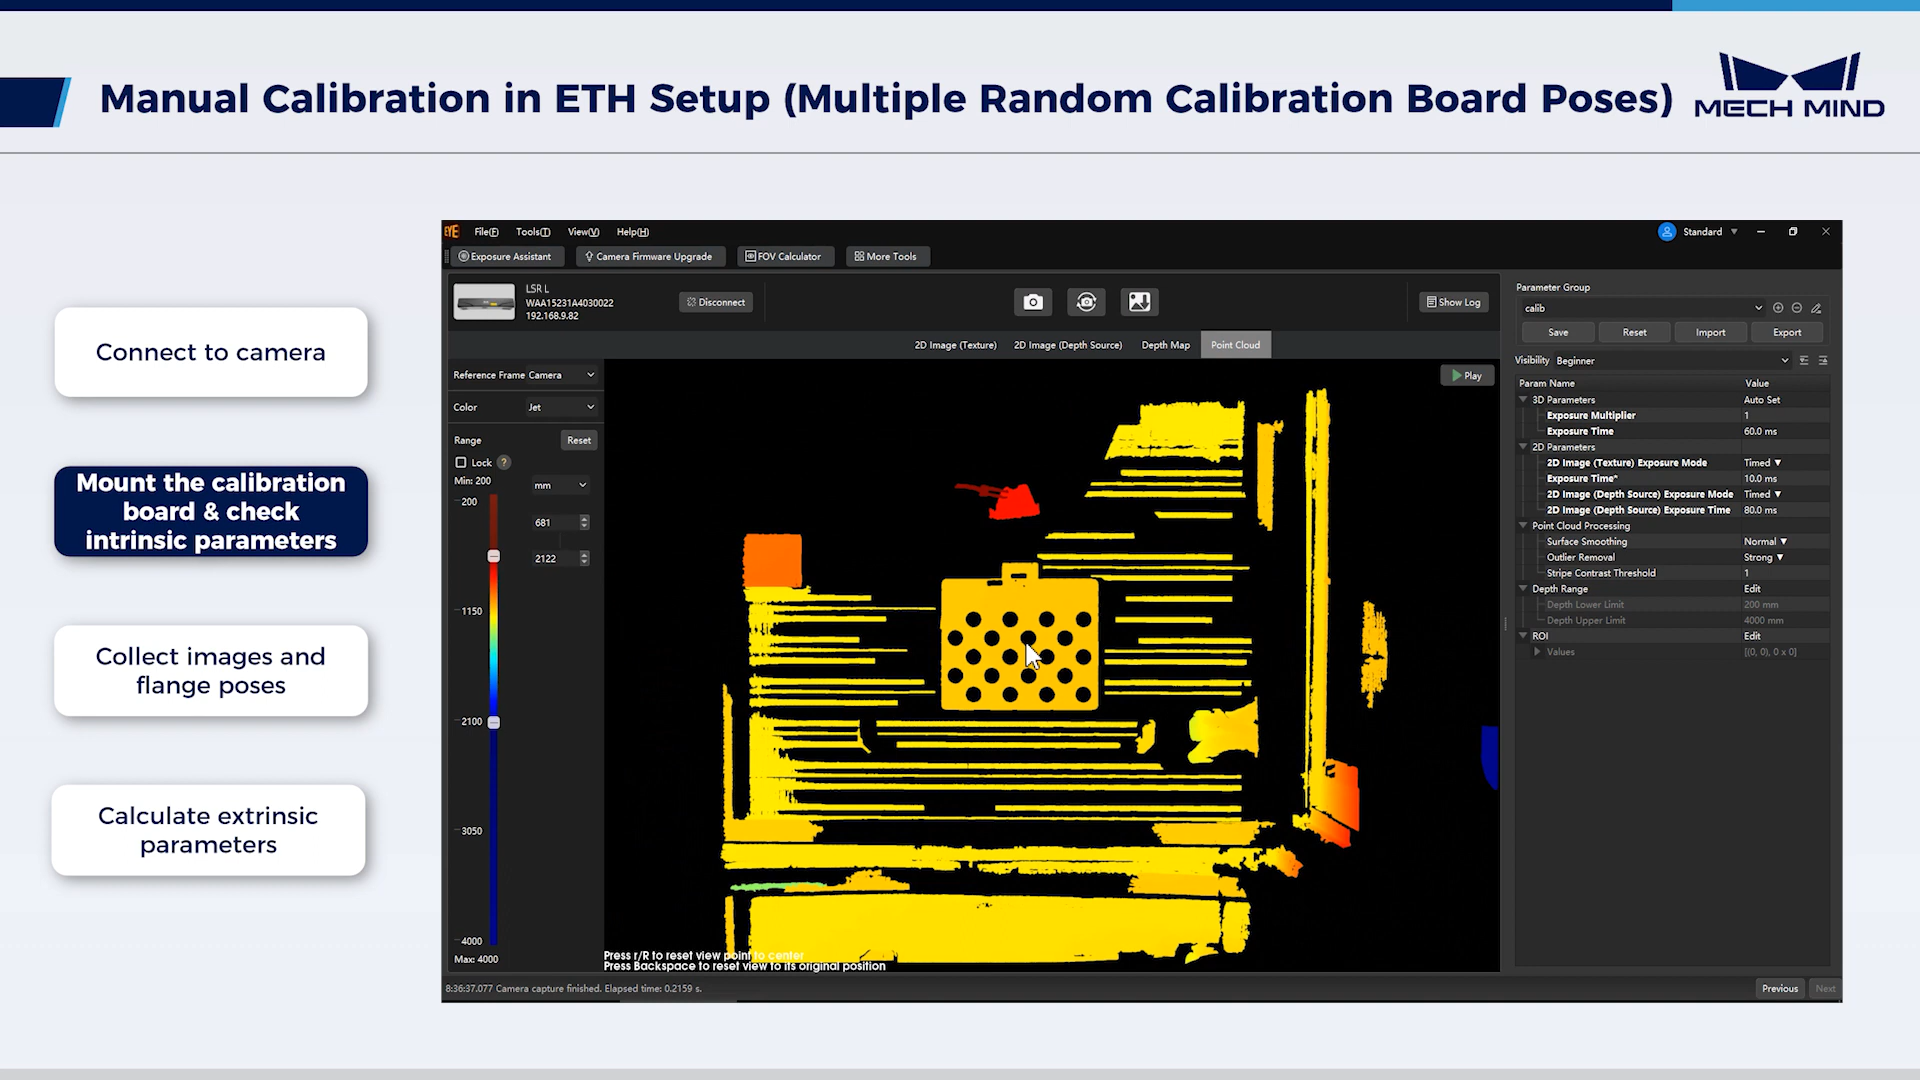 Manual Calibration in ETH Setup (Multiple Random Calibration Board Poses)
MECH MIND
Connect to camera
Mount the calibration
board & check
intrinsic parameters
Collect images and
flange poses
Calculate extrinsic
parameters
EYE
File(F) Tools(T) View(V) Help(H)
Standard
Exposure Assistant Camera Firmware Upgrade FOV Calculator More Tools
LSR L
WAA15231A4030022
192.168.9.82
Disconnect
Show Log
2D Image (Texture) 2D Image (Depth Source) Depth Map Point Cloud
Reference Frame Camera
Color Jet
Range Reset
Lock ?
Min: 200
mm
200
681
2122
1150
2100
3050
4000
Max: 4000
Play
Press r/R to reset view point to center
Press Backspace to reset view to its original position
8:36:37.077 Camera capture finished. Elapsed time: 0.2159 s.
Parameter Group
calib
Save Reset Import Export
Visibility Beginner
Param Name Value
3D Parameters Auto Set
Exposure Multiplier 1
Exposure Time 60.0 ms
2D Parameters
2D Image (Texture) Exposure Mode Timed
Exposure Time* 10.0 ms
2D Image (Depth Source) Exposure Mode Timed
2D Image (Depth Source) Exposure Time 80.0 ms
Point Cloud Processing
Surface Smoothing Normal
Outlier Removal Strong
Stripe Contrast Threshold 1
Depth Range Edit
Depth Lower Limit 200 mm
Depth Upper Limit 4000 mm
ROI Edit
Values [(0, 0), 0 x 0]
Previous Next